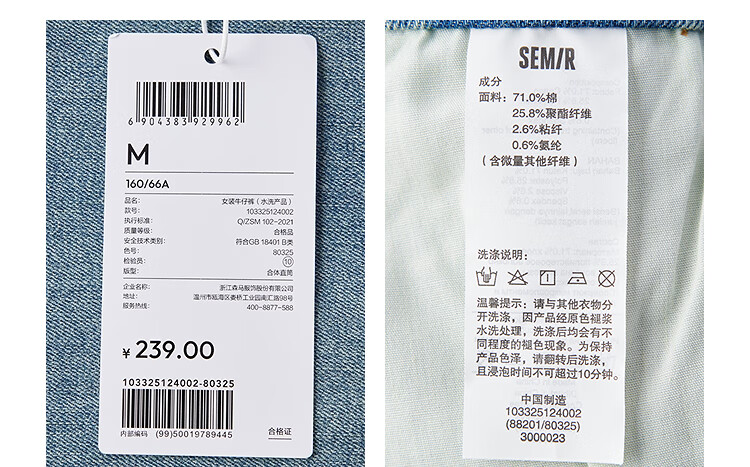 6904383929962
M
160/66A
品名: 女装牛仔裤（水洗产品）
款号: 103325124002
执行标准: Q/ZSM 102-2021
质量等级: 合格品
安全技术类别: 符合GB 18401 B类
色号: 80325
检验员: 10
版型: 合体直筒
企业名称: 浙江森马服饰股份有限公司
地址: 温州市瓯海区娄桥工业园南汇路98号
服务热线: 400-8877-588
¥ 239.00
103325124002-80325
内部编码 (99)50019789445
合格证
SEMIR
成分
面料: 71.0%棉
25.8%聚酯纤维
2.6%粘纤
0.6%氨纶
（含微量其他纤维）
洗涤说明:
温馨提示: 请与其他衣物分
开洗涤，因产品经原色褪浆
水洗处理，洗涤后均会有不
同程度的褪色现象。为保持
产品色泽，请翻转后洗涤，
且浸泡时间不可超过10分钟。
中国制造
103325124002
(88201/80325)
3000023